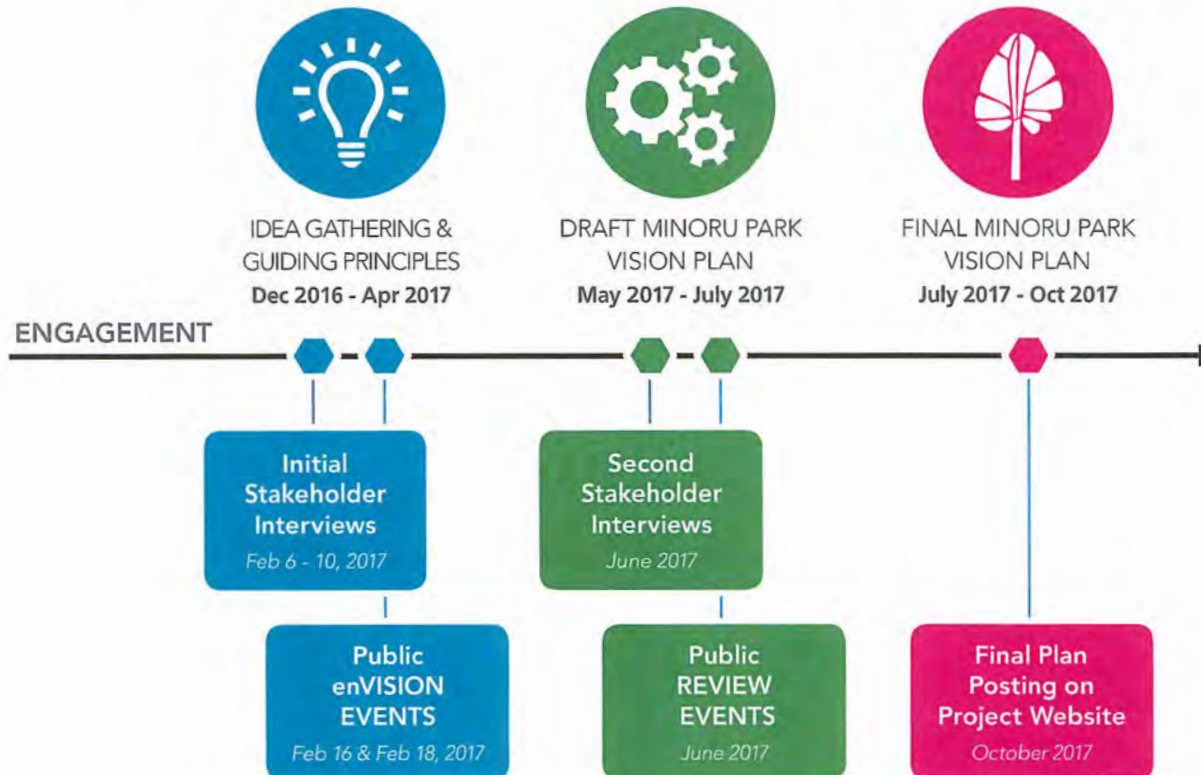 IDEA GATHERING &
GUIDING PRINCIPLES
Dec 2016 - Apr 2017
DRAFT MINORU PARK
VISION PLAN
May 2017 - July 2017
FINAL MINORU PARK
VISION PLAN
July 2017 - Oct 2017
ENGAGEMENT
Initial
Stakeholder
Interviews
Feb 6 - 10, 2017
Second
Stakeholder
Interviews
June 2017
Public
enVISION
EVENTS
Feb 16 & Feb 18, 2017
Public
REVIEW
EVENTS
June 2017
Final Plan
Posting on
Project Website
October 2017